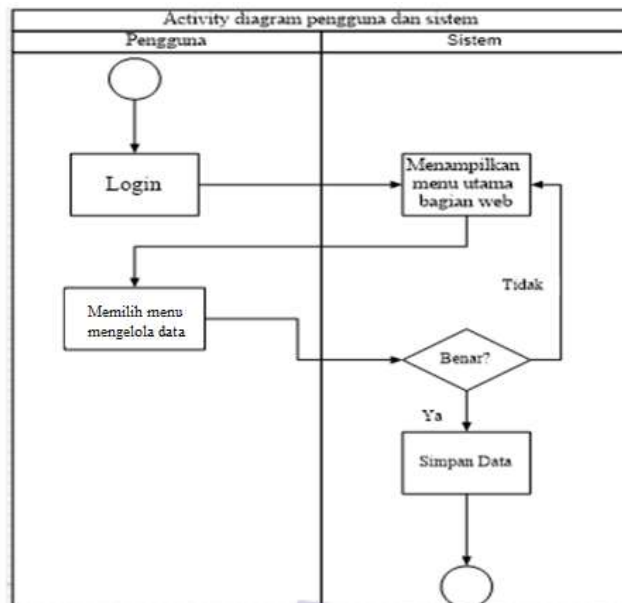 Activity diagram pengguna dan sistem
Pengguna
Sistem
Login
Menampilkan
menu utama
bagian web
Memilih menu
mengelola data
Tidak
Benar?
Ya
Simpan Data